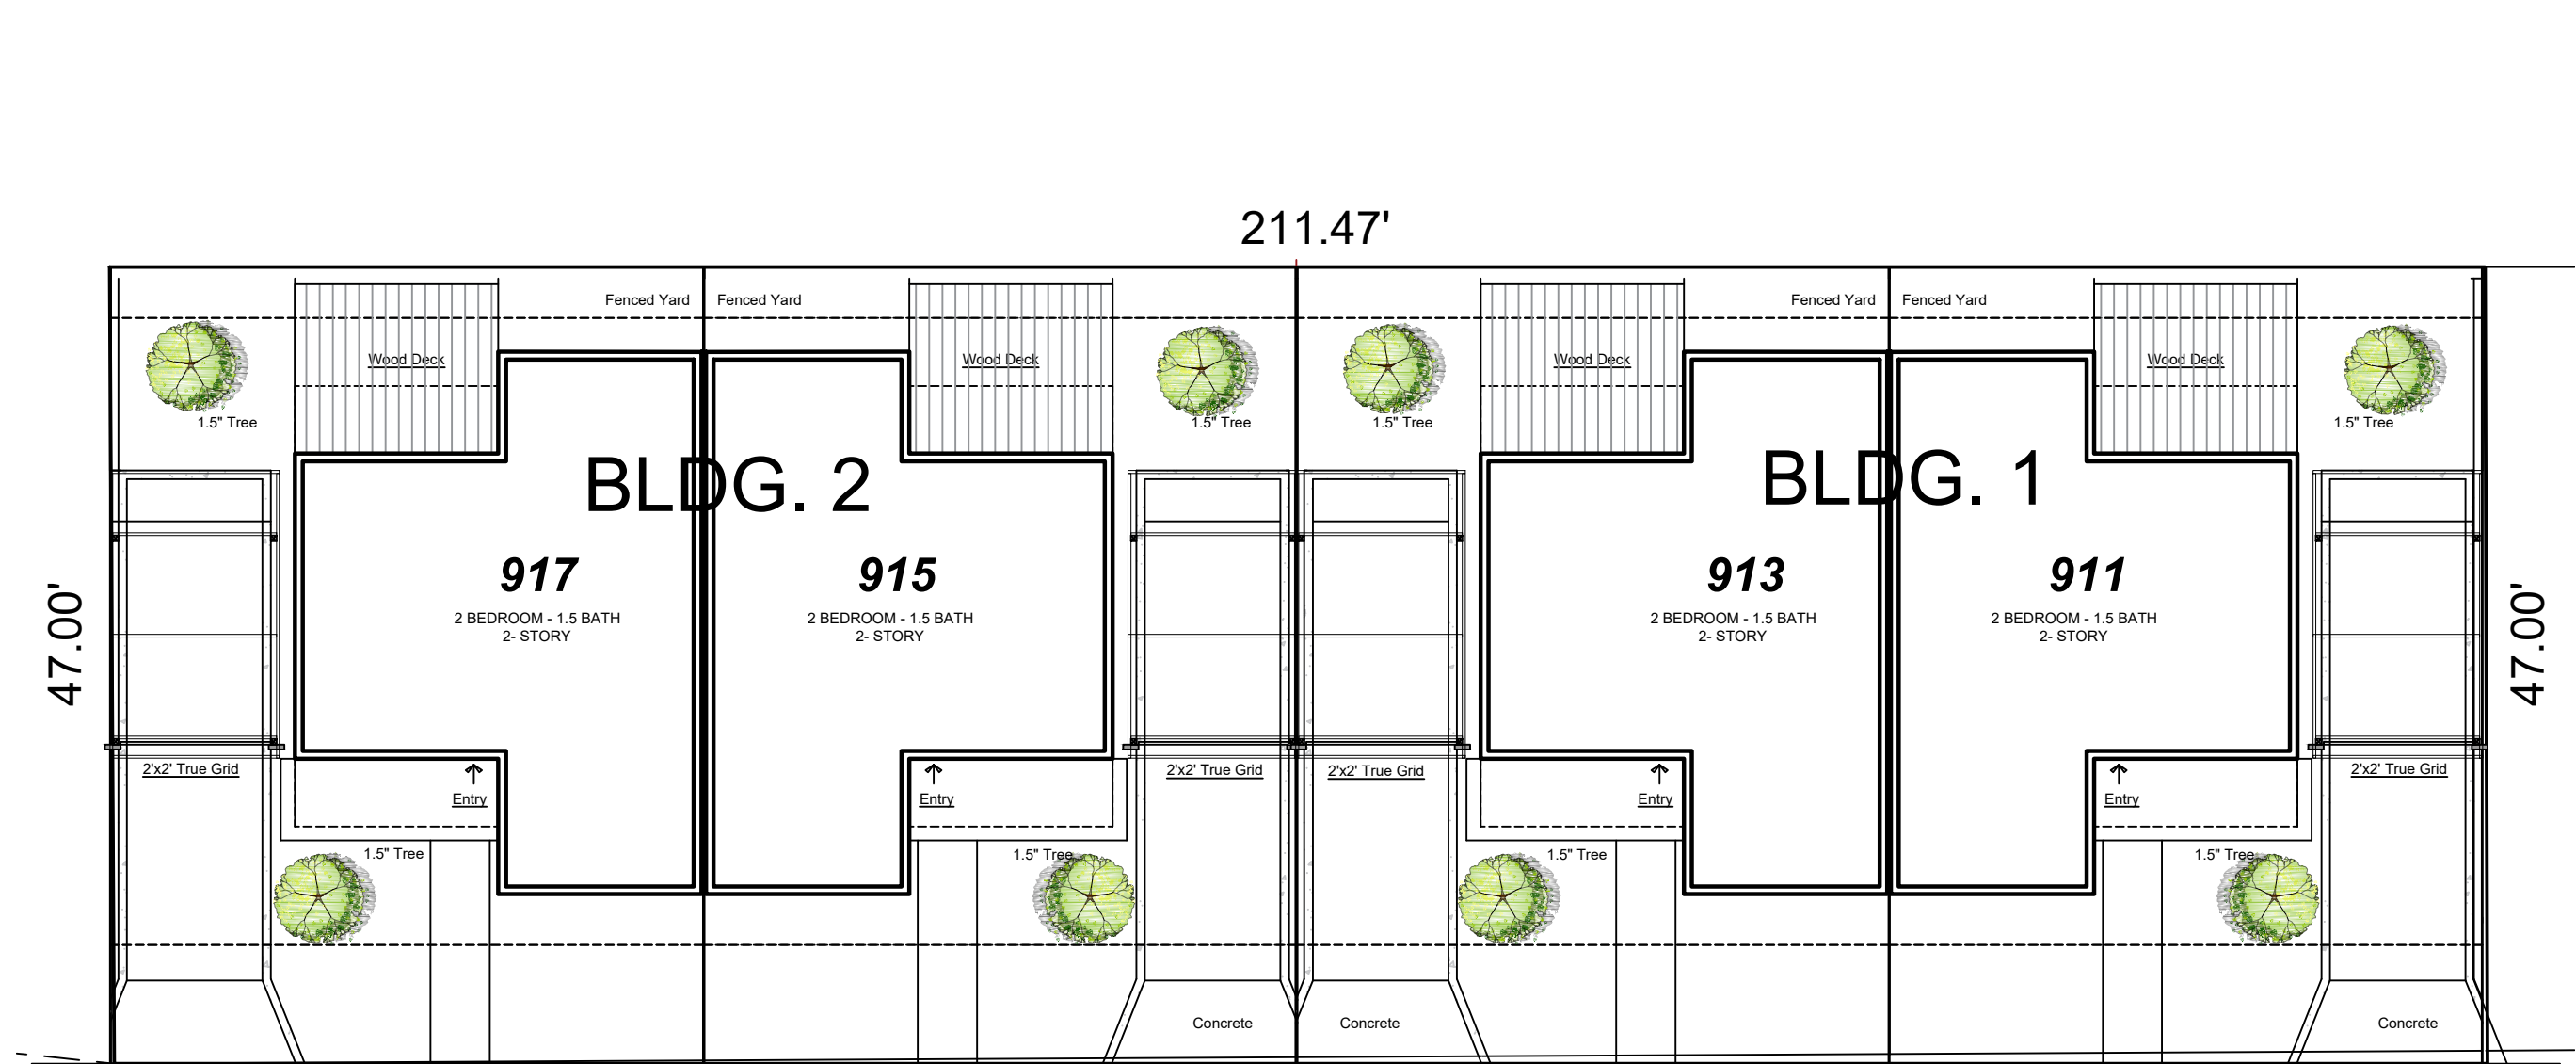 211.47'
Fenced Yard
Fenced Yard
Fenced Yard
Fenced Yard
Wood Deck
Wood Deck
Wood Deck
Wood Deck
1.5" Tree
1.5" Tree
1.5" Tree
1.5" Tree
BLDG. 2
BLDG. 1
917
915
913
911
2 BEDROOM - 1.5 BATH
2- STORY
2 BEDROOM - 1.5 BATH
2- STORY
2 BEDROOM - 1.5 BATH
2- STORY
2 BEDROOM - 1.5 BATH
2- STORY
47.00'
47.00'
2'x2' True Grid
2'x2' True Grid
2'x2' True Grid
2'x2' True Grid
Entry
Entry
Entry
Entry
1.5" Tree
1.5" Tree
1.5" Tree
1.5" Tree
Concrete
Concrete
Concrete